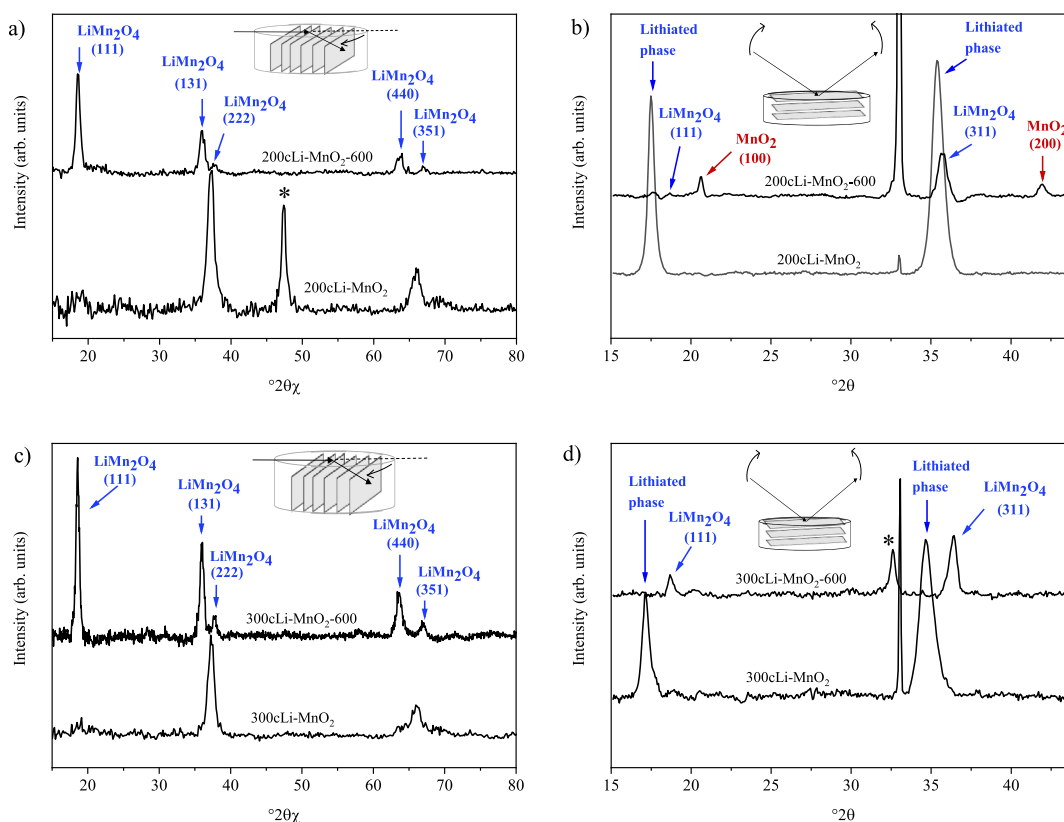 a)
Intensity (arb. units)
LiMn₂O₄
(111)
LiMn₂O₄
(131)
LiMn₂O₄
(222)
LiMn₂O₄
(440)
LiMn₂O₄
(351)
200cLi-MnO₂-600
*
200cLi-MnO₂
20 30 40 50 60 70 80
°2θχ
b)
Intensity (arb. units)
Lithiated
phase
LiMn₂O₄
(111)
MnO₂
(100)
Lithiated
phase
LiMn₂O₄
(311)
MnO₂
(200)
200cLi-MnO₂-600
200cLi-MnO₂
15 20 25 30 35 40
°2θ
c)
Intensity (arb. units)
LiMn₂O₄
(111)
LiMn₂O₄
(131)
LiMn₂O₄
(222)
LiMn₂O₄
(440)
LiMn₂O₄
(351)
300cLi-MnO₂-600
300cLi-MnO₂
20 30 40 50 60 70 80
°2θχ
d)
Intensity (arb. units)
Lithiated
phase
LiMn₂O₄
(111)
*
Lithiated
phase
LiMn₂O₄
(311)
300cLi-MnO₂-600
300cLi-MnO₂
15 20 25 30 35 40
°2θ